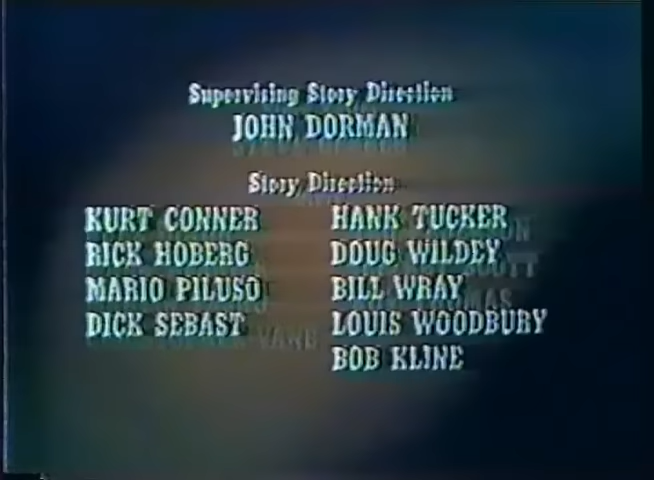 Supervising Story Direction
JOHN DORMAN
Story Direction
KURT CONNER HANK TUCKER
RICK HOBERG DOUG WILDEY
MARIO PILUSO BILL WRAY
DICK SEBAST LOUIS WOODBURY
BOB KLINE